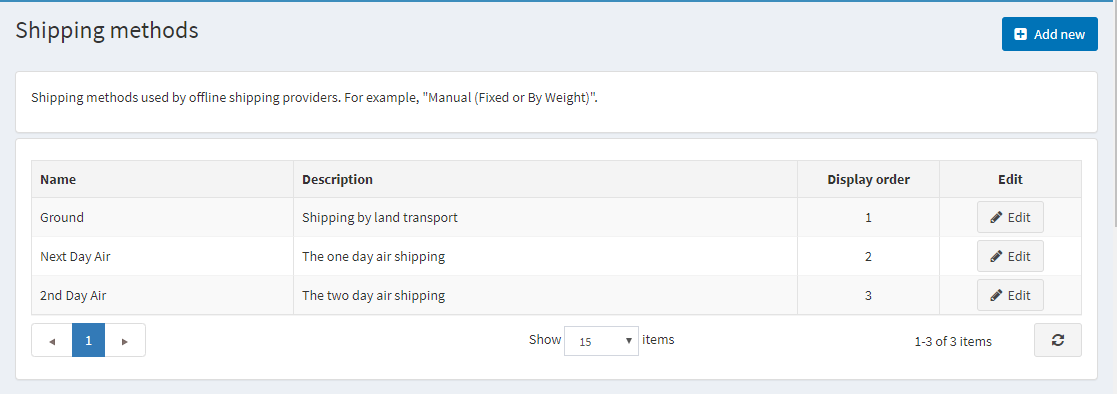 Shipping methods
Add new
Shipping methods used by offline shipping providers. For example, "Manual (Fixed or By Weight)".
Name Description Display order Edit
Ground Shipping by land transport 1 Edit
Next Day Air The one day air shipping 2 Edit
2nd Day Air The two day air shipping 3 Edit
1 Show 15 items 1-3 of 3 items